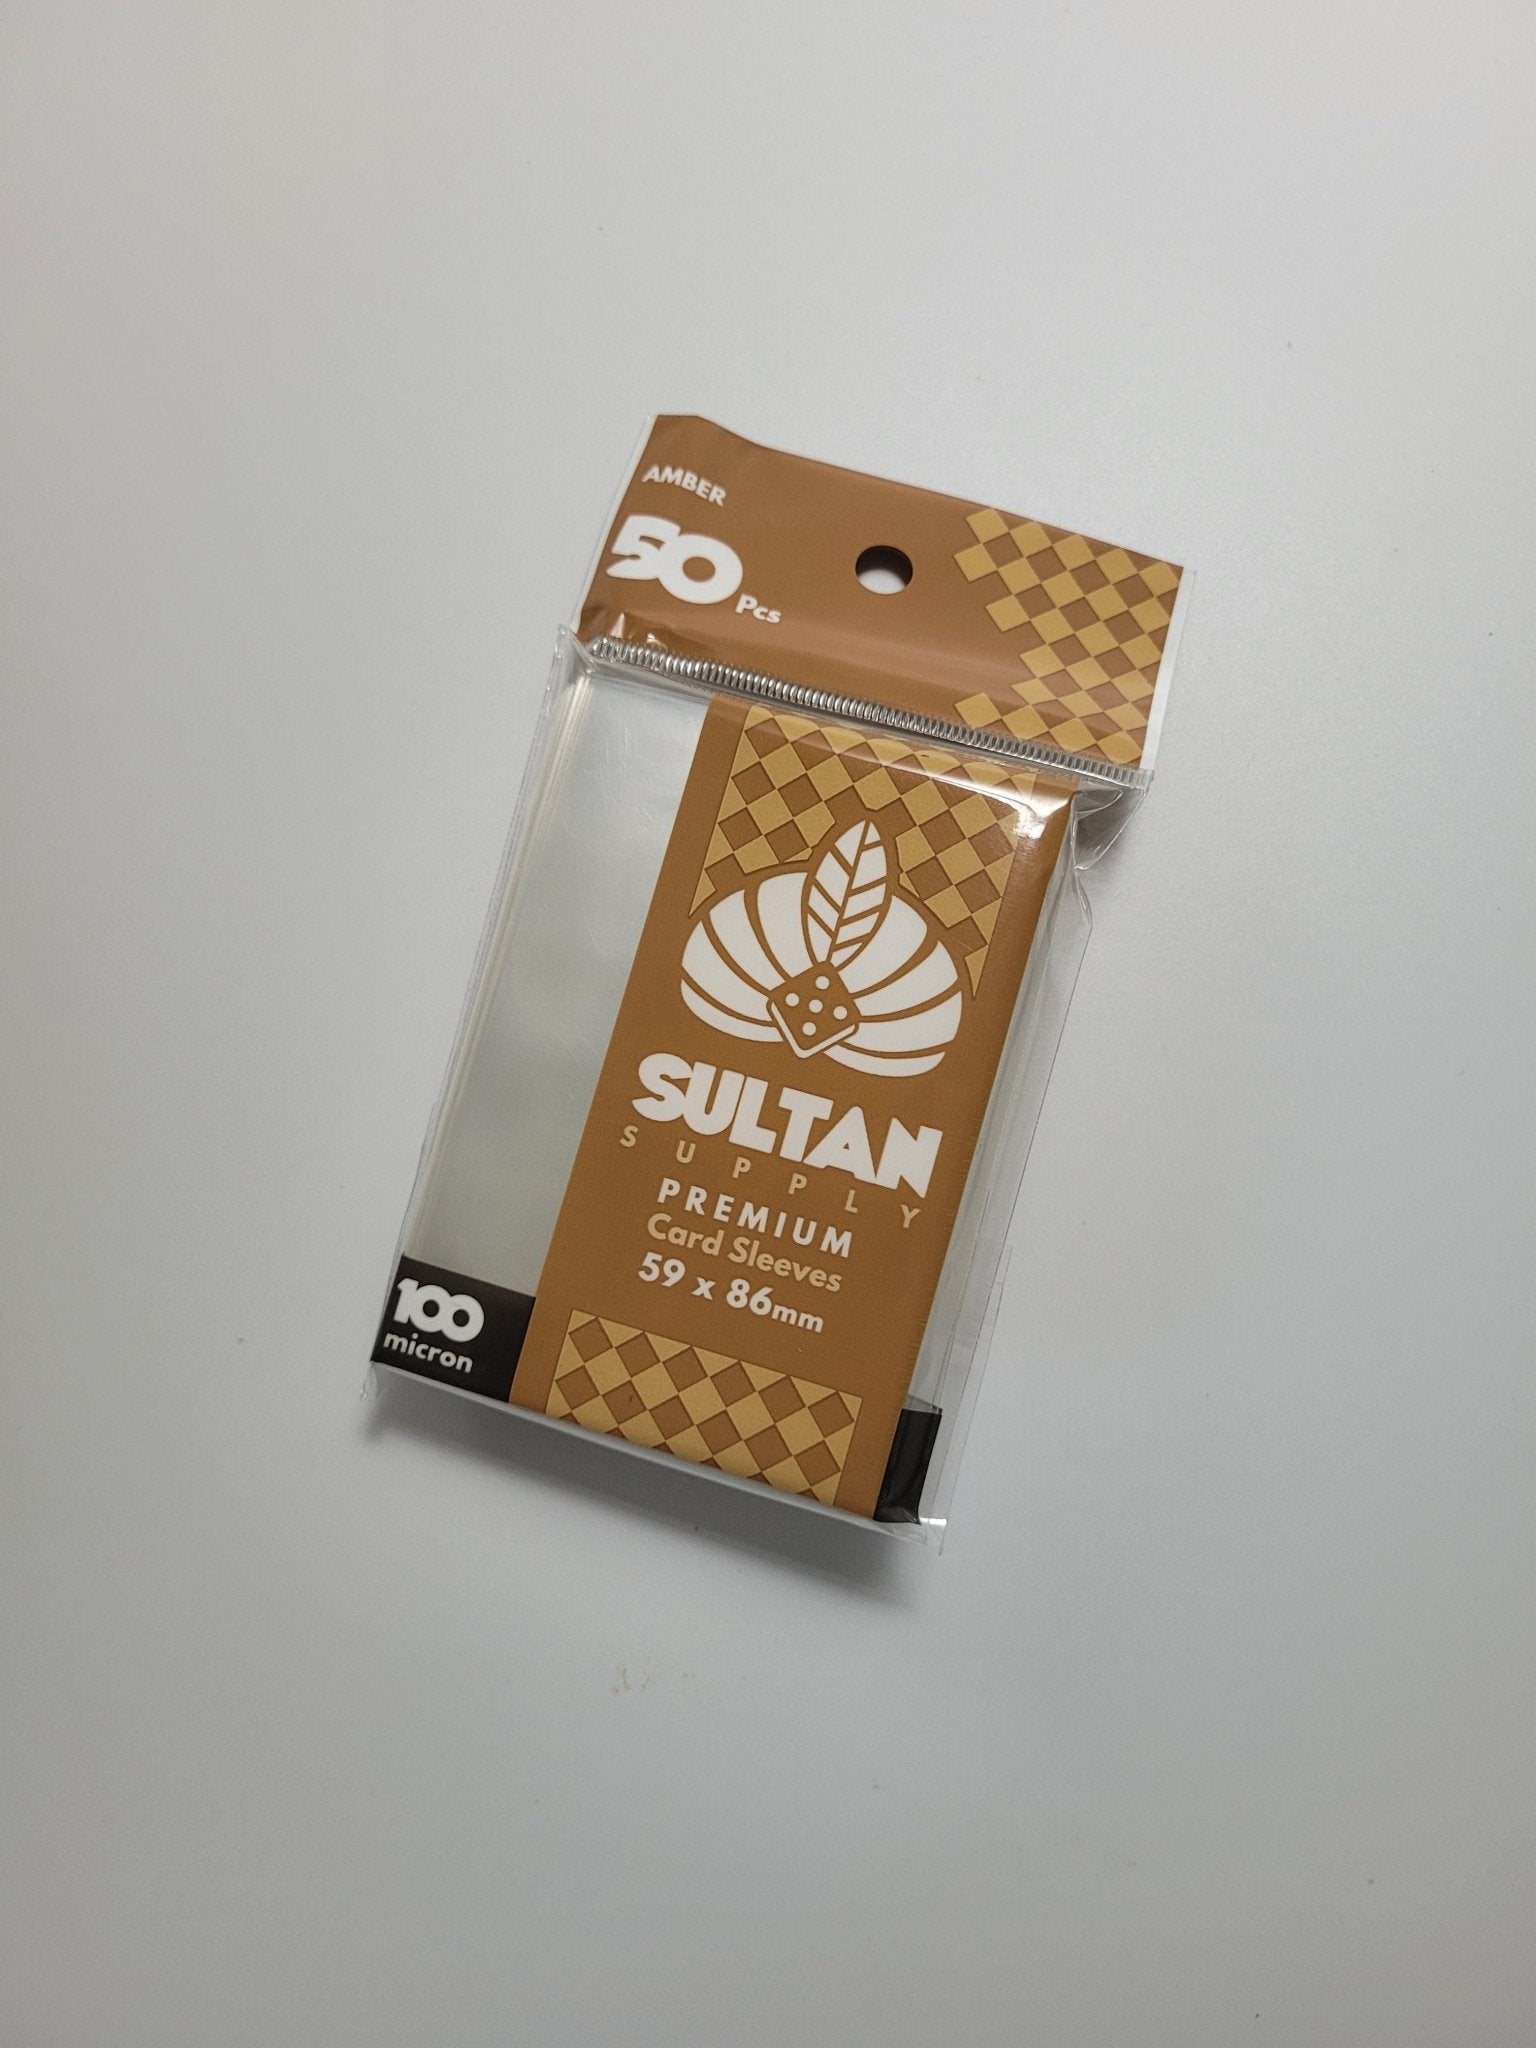 AMBER
50 Pcs
SULTAN
SUPPLY
PREMIUM
Card Sleeves
59 x 86mm
100
micron